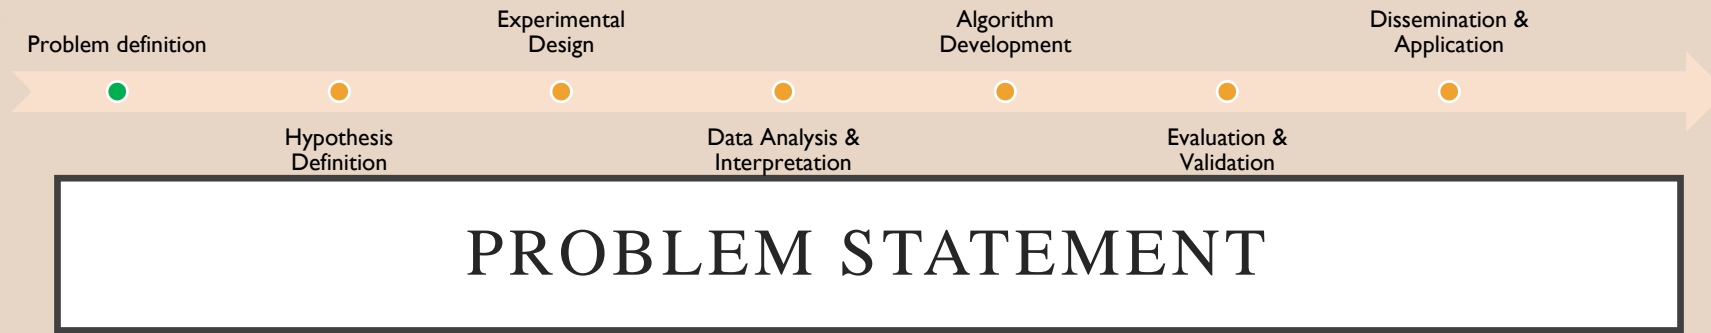 Problem definition
Hypothesis
Definition
Experimental
Design
Data Analysis &
Interpretation
Algorithm
Development
Evaluation &
Validation
Dissemination &
Application
PROBLEM STATEMENT